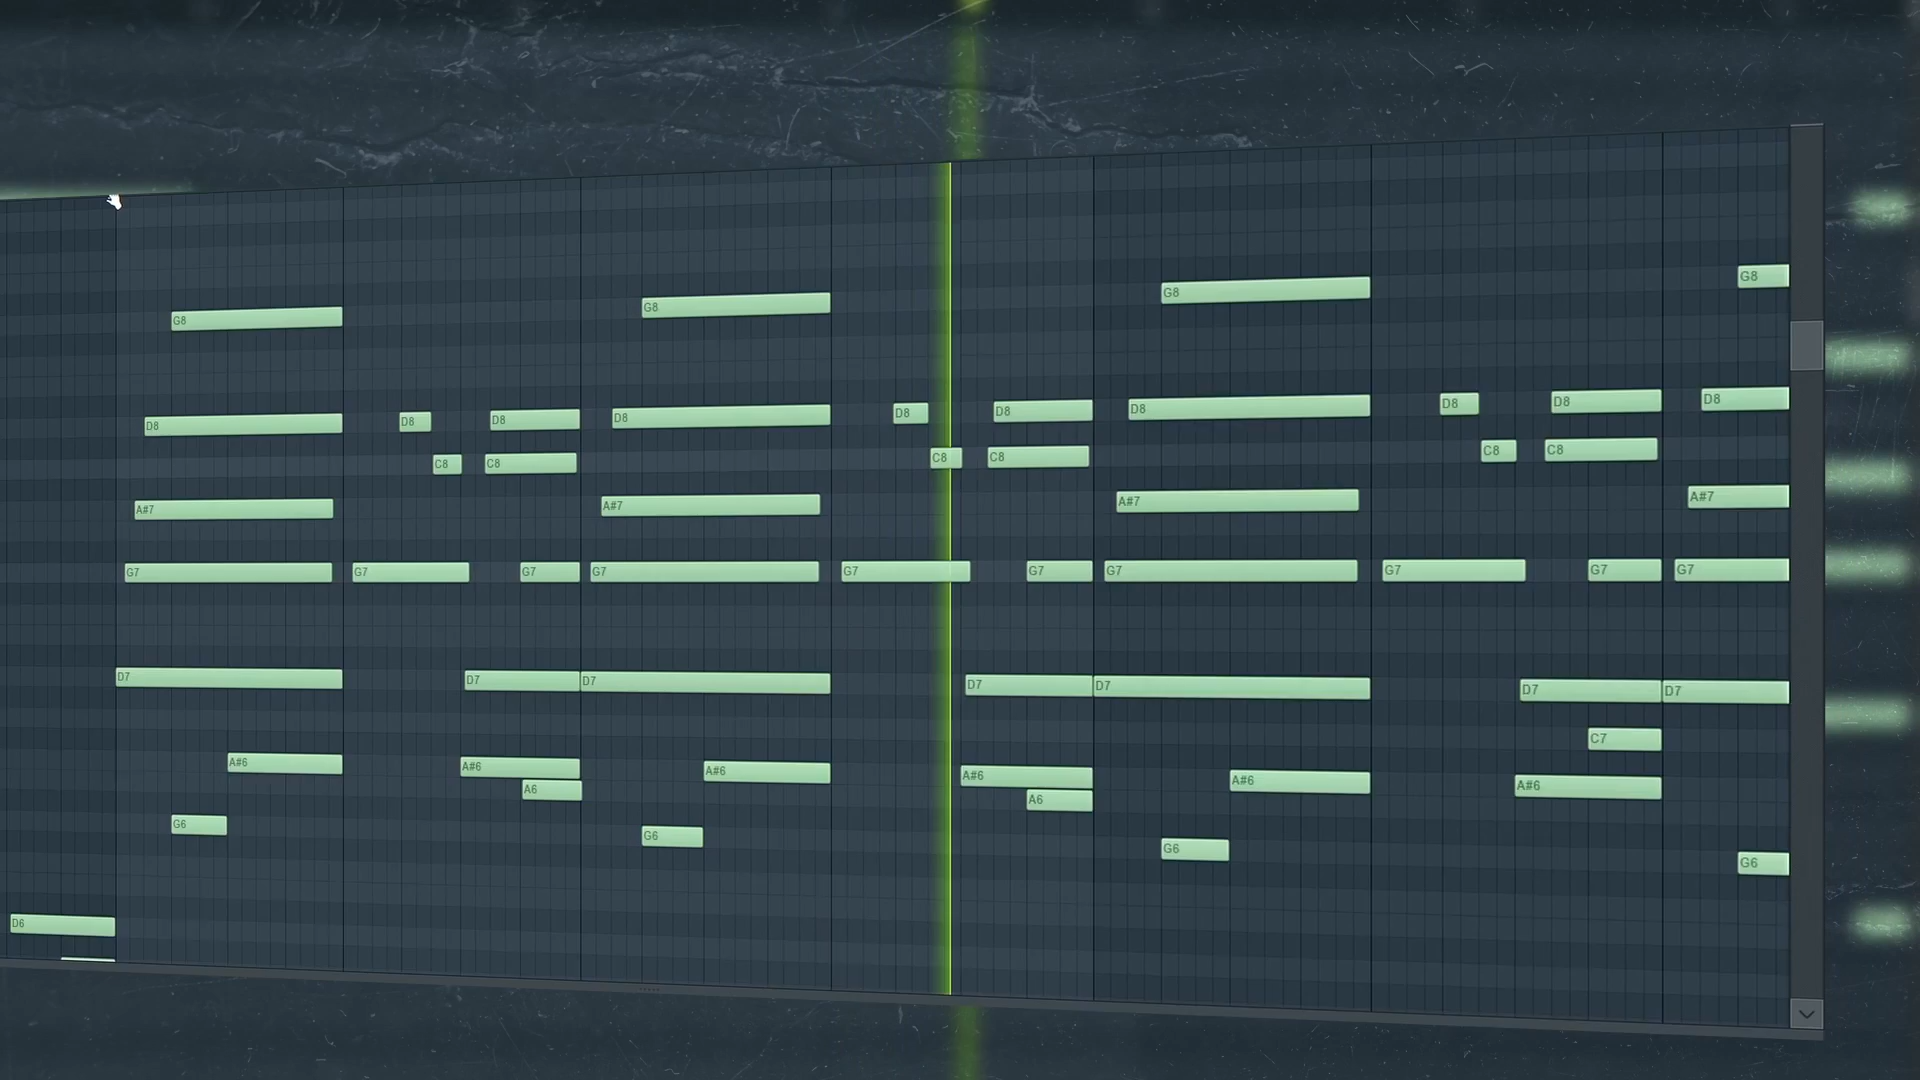 G8 G8 G8 G8
D8 D8 D8 D8 D8 D8 D8 D8 D8 D8
C8 C8 C8 C8 C8 C8
A#7 A#7 A#7 A#7
G7 G7 G7 G7 G7 G7 G7 G7 G7 G7
D7 D7 D7 D7 D7 D7 D7
C7
A#6 A#6 A#6 A#6 A#6 A#6
A6 A6
G6 G6 G6 G6
D6